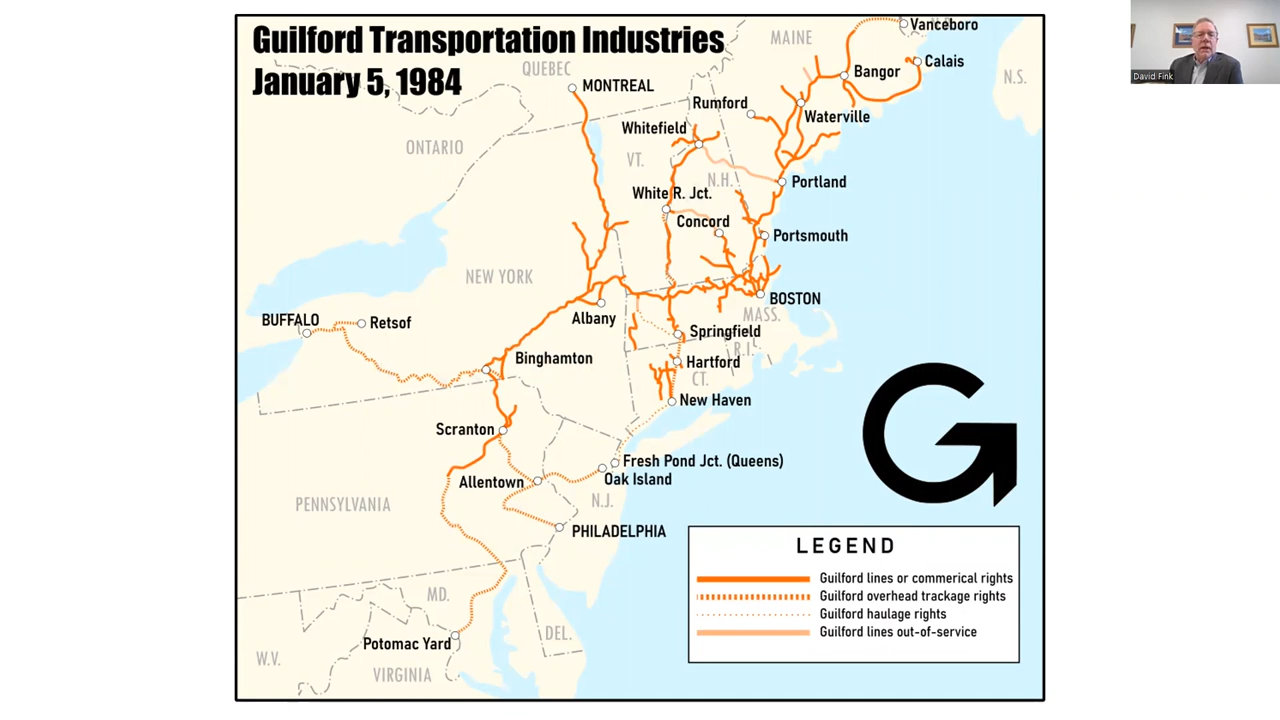 Guilford Transportation Industries
January 5, 1984
David Fink
Vanceboro
MAINE
Calais
Bangor
QUEBEC
MONTREAL
N.S.
Rumford
Waterville
Whitefield
ONTARIO
VT.
N.H.
Portland
White R. Jct.
Concord
Portsmouth
NEW YORK
BOSTON
Albany
MASS.
BUFFALO
Retsof
Springfield
R.I.
Binghamton
Hartford
CT.
New Haven
Scranton
Fresh Pond Jct. (Queens)
Oak Island
Allentown
N.J.
PENNSYLVANIA
PHILADELPHIA
MD.
DEL.
Potomac Yard
W.V.
VIRGINIA
G
LEGEND
Guilford lines or commerical rights
Guilford overhead trackage rights
Guilford haulage rights
Guilford lines out-of-service